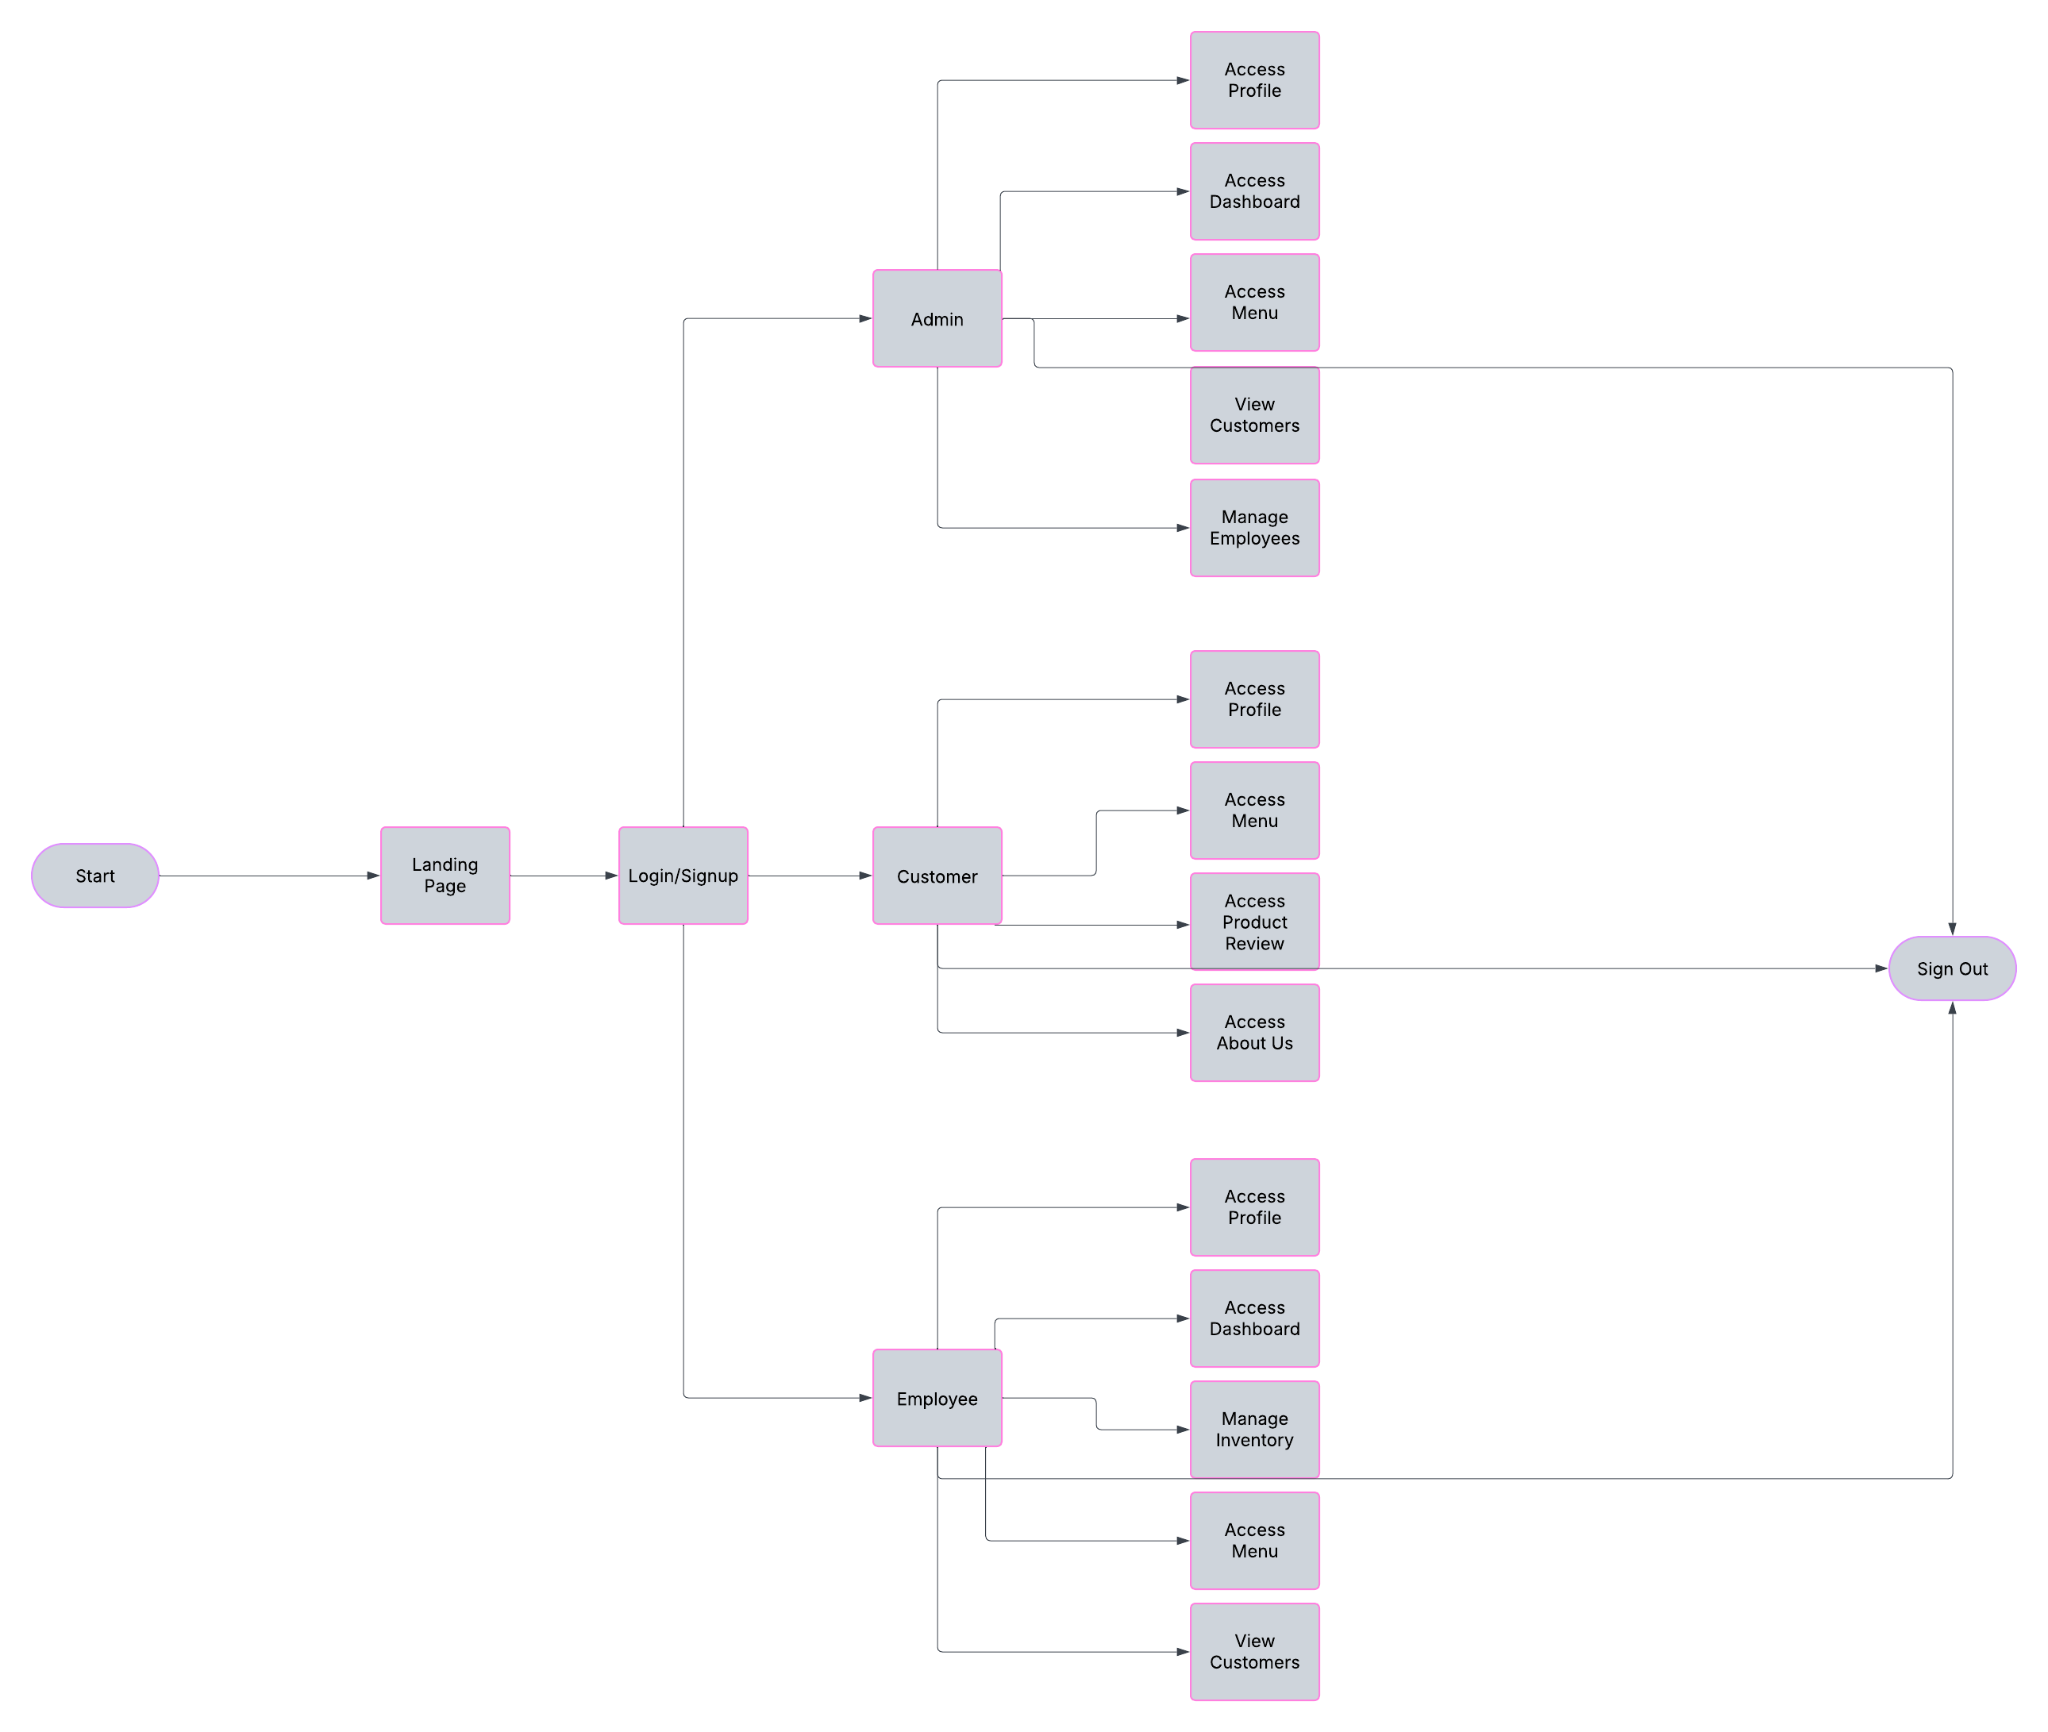 Start
Landing
Page
Login/Signup
Admin
Access
Profile
Access
Dashboard
Access
Menu
View
Customers
Manage
Employees
Customer
Access
Profile
Access
Menu
Access
Product
Review
Access
About Us
Employee
Access
Profile
Access
Dashboard
Manage
Inventory
Access
Menu
View
Customers
Sign Out